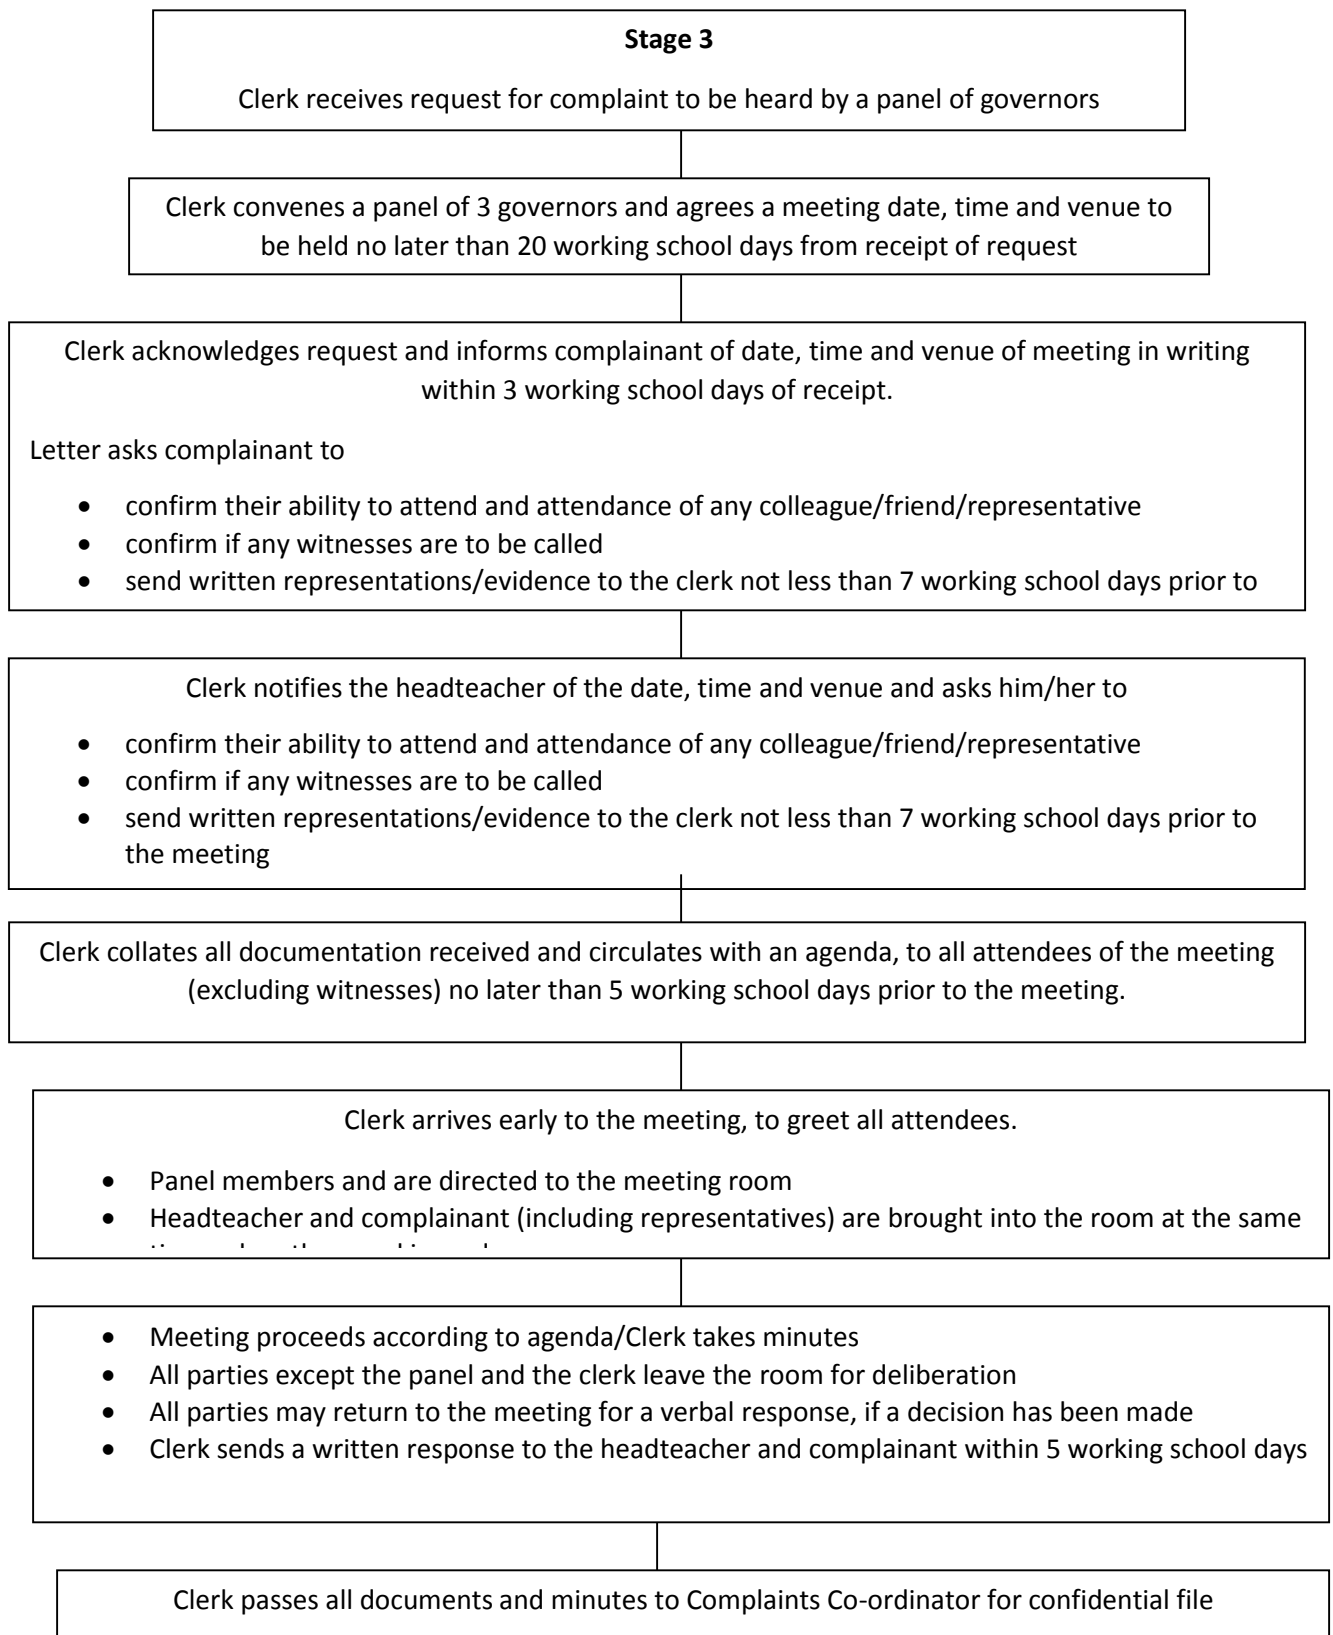 Stage 3
Clerk receives request for complaint to be heard by a panel of governors
Clerk convenes a panel of 3 governors and agrees a meeting date, time and venue to
be held no later than 20 working school days from receipt of request
Clerk acknowledges request and informs complainant of date, time and venue of meeting in writing
within 3 working school days of receipt.
Letter asks complainant to
• confirm their ability to attend and attendance of any colleague/friend/representative
• confirm if any witnesses are to be called
• send written representations/evidence to the clerk not less than 7 working school days prior to
Clerk notifies the headteacher of the date, time and venue and asks him/her to
• confirm their ability to attend and attendance of any colleague/friend/representative
• confirm if any witnesses are to be called
• send written representations/evidence to the clerk not less than 7 working school days prior to
the meeting
Clerk collates all documentation received and circulates with an agenda, to all attendees of the meeting
(excluding witnesses) no later than 5 working school days prior to the meeting.
Clerk arrives early to the meeting, to greet all attendees.
• Panel members and are directed to the meeting room
• Headteacher and complainant (including representatives) are brought into the room at the same
• Meeting proceeds according to agenda/Clerk takes minutes
• All parties except the panel and the clerk leave the room for deliberation
• All parties may return to the meeting for a verbal response, if a decision has been made
• Clerk sends a written response to the headteacher and complainant within 5 working school days
Clerk passes all documents and minutes to Complaints Co-ordinator for confidential file